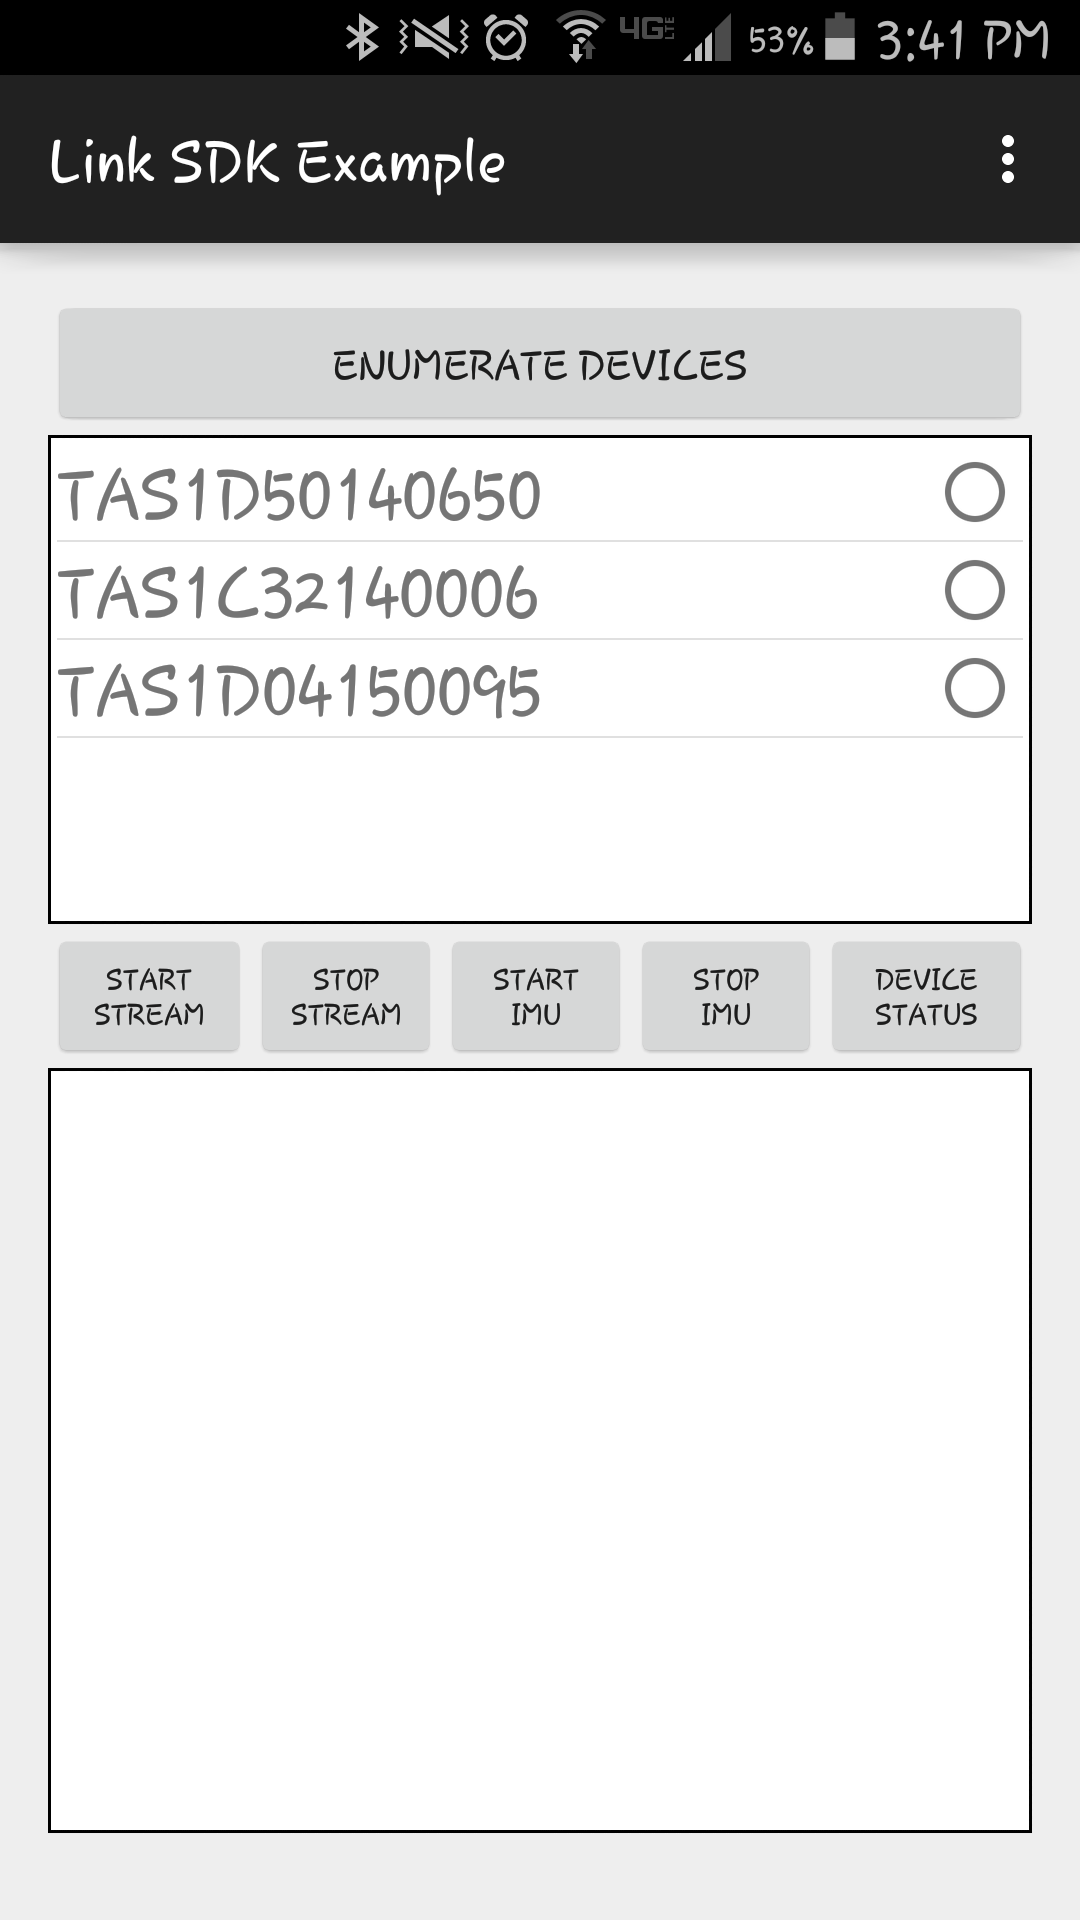 4G LTE 53% 3:41 PM
Link SDK Example
ENUMERATE DEVICES
TAS1D50140650
TAS1C32140006
TAS1D04150095
START STREAM
STOP STREAM
START IMU
STOP IMU
DEVICE STATUS